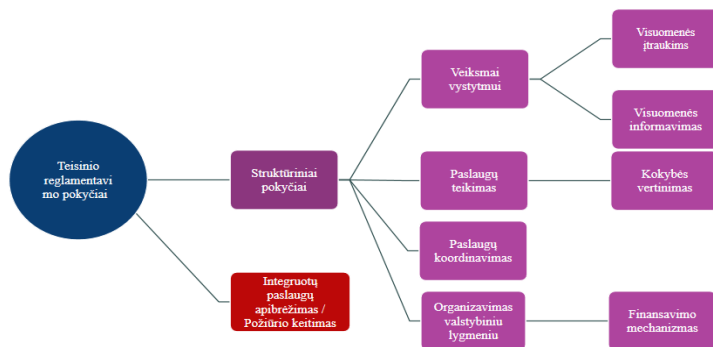 Teisinio
reglamentavi
mo pokyčiai
Struktūriniai
pokyčiai
Integruotų
paslaugų
apibrėžimas /
Požiūrio keitimas
Veiksmai
vystytmui
Paslaugų
teikimas
Paslaugų
koordinavimas
Organizavimas
valstybiniu
lygmeniu
Visuomenės
įtraukims
Visuomenės
informavimas
Kokybės
vertinimas
Finansavimo
mechanizmas